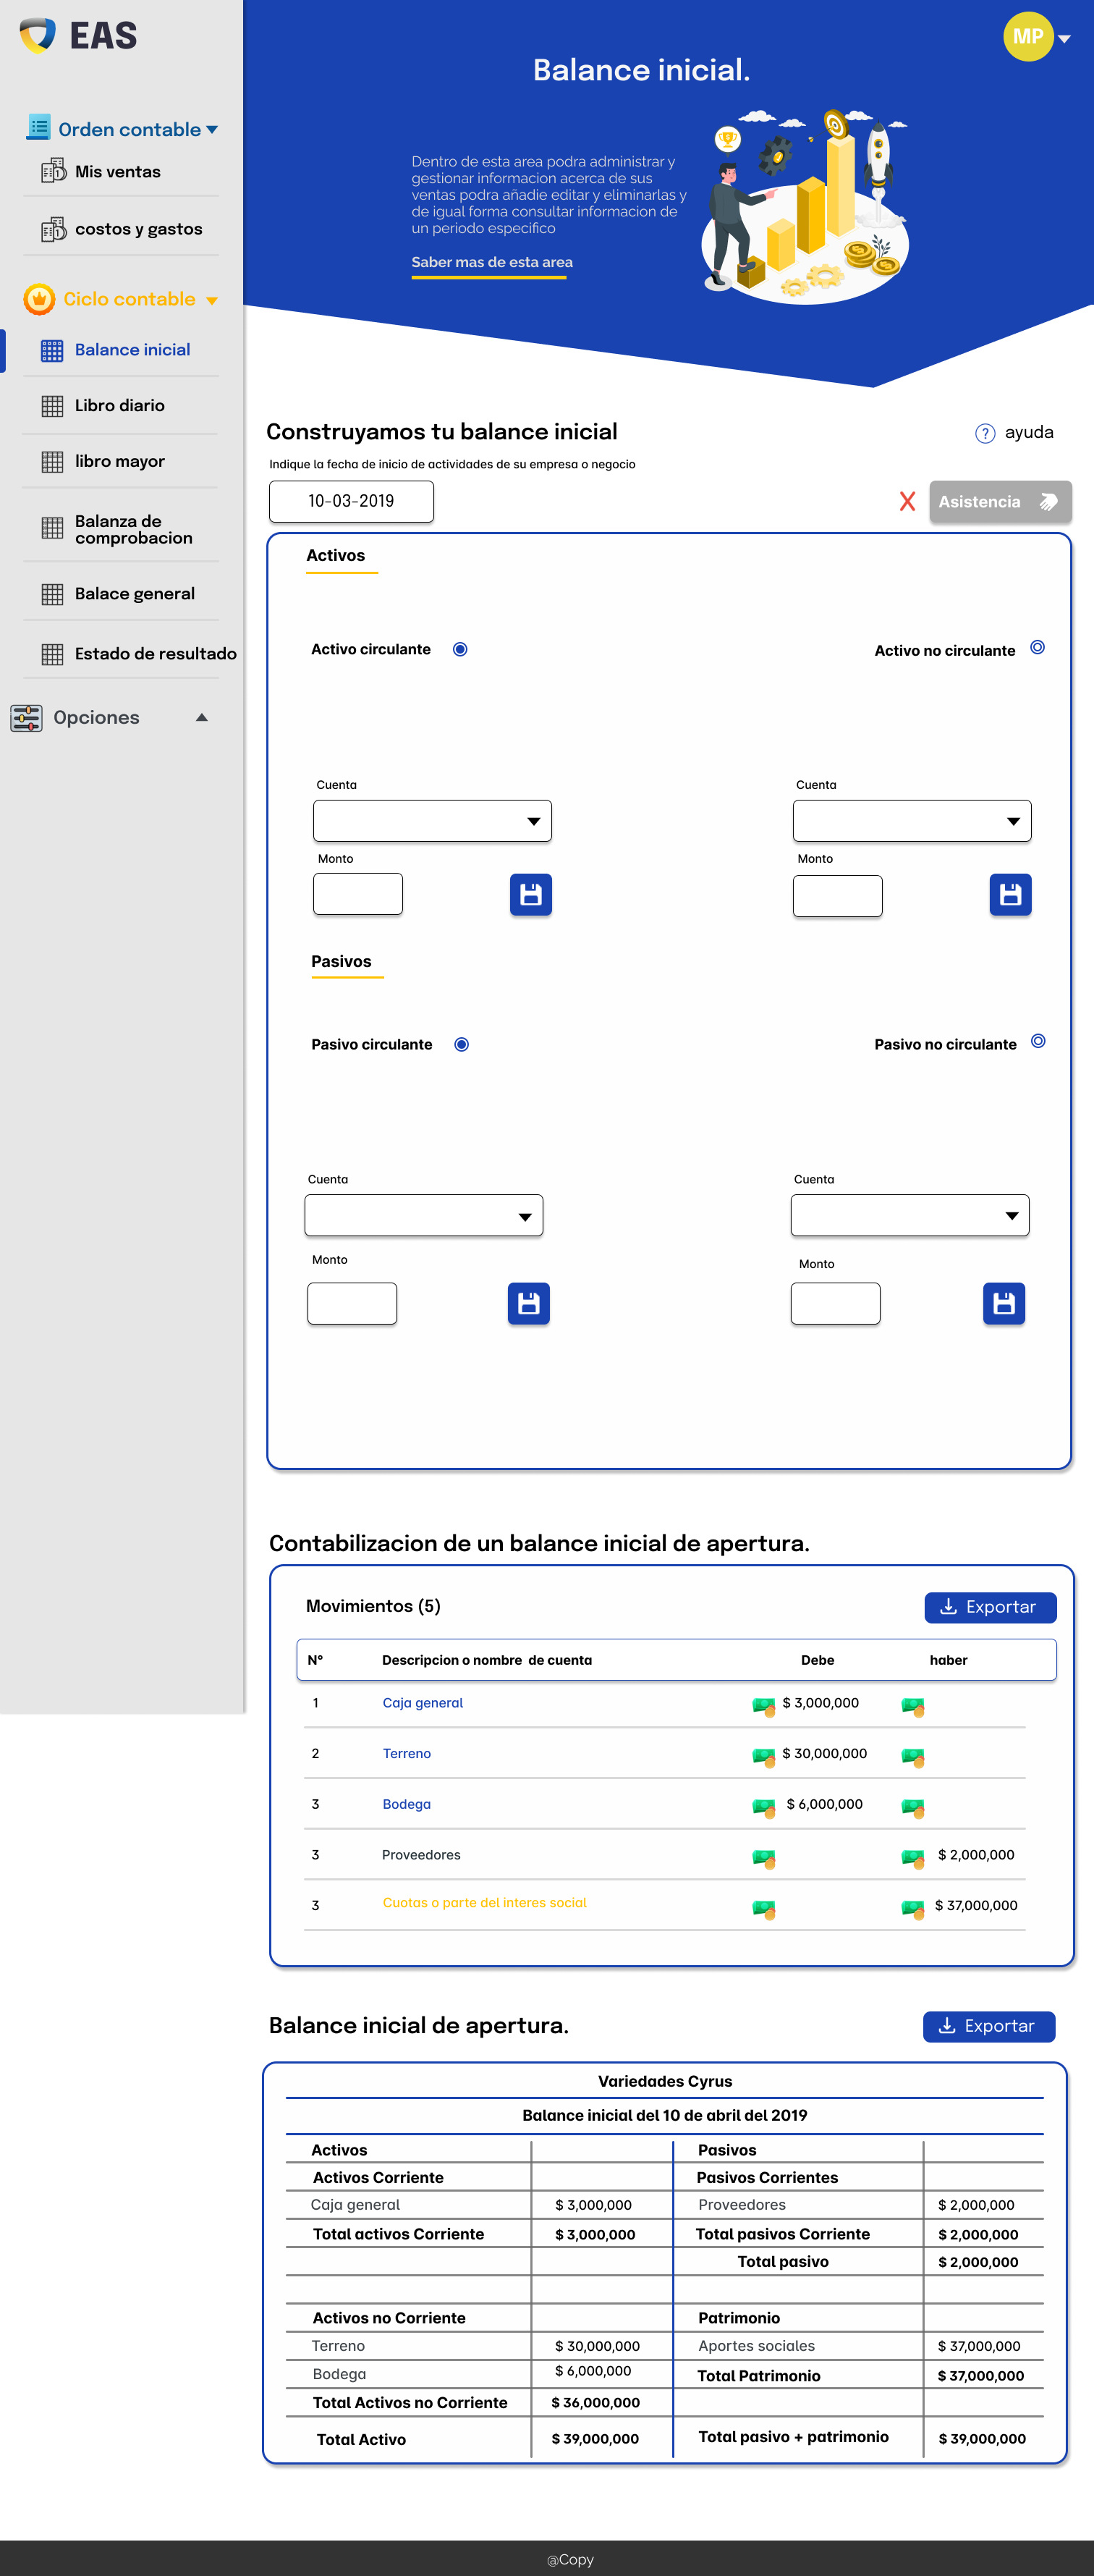 EAS
MP
Balance inicial.
Dentro de esta area podra administrar y
gestionar informacion acerca de sus
ventas podra añadie editar y eliminarlas y
de igual forma consultar informacion de
un periodo especifico
Saber mas de esta area
Orden contable
Mis ventas
costos y gastos
Ciclo contable
Balance inicial
Libro diario
libro mayor
Balanza de
comprobacion
Balace general
Estado de resultado
Opciones
Construyamos tu balance inicial
? ayuda
Indique la fecha de inicio de actividades de su empresa o negocio
10-03-2019
X Asistencia
Activos
Activo circulante
Activo no circulante
Cuenta
Cuenta
Monto
Monto
Pasivos
Pasivo circulante
Pasivo no circulante
Cuenta
Cuenta
Monto
Monto
Contabilizacion de un balance inicial de apertura.
Movimientos (5)
Exportar
N° Descripcion o nombre de cuenta Debe haber
1 Caja general $ 3,000,000
2 Terreno $ 30,000,000
3 Bodega $ 6,000,000
3 Proveedores $ 2,000,000
3 Cuotas o parte del interes social $ 37,000,000
Balance inicial de apertura.
Exportar
Variedades Cyrus
Balance inicial del 10 de abril del 2019
Activos Pasivos
Activos Corriente Pasivos Corrientes
Caja general $ 3,000,000 Proveedores $ 2,000,000
Total activos Corriente $ 3,000,000 Total pasivos Corriente $ 2,000,000
Total pasivo $ 2,000,000
Activos no Corriente Patrimonio
Terreno $ 30,000,000 Aportes sociales $ 37,000,000
Bodega $ 6,000,000 Total Patrimonio $ 37,000,000
Total Activos no Corriente $ 36,000,000
Total Activo $ 39,000,000 Total pasivo + patrimonio $ 39,000,000
@Copy